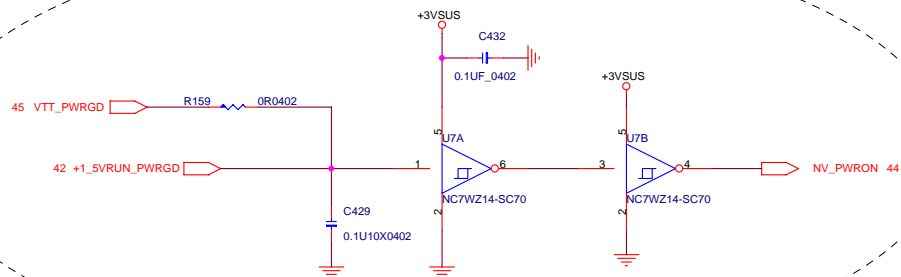 +3VSUS
C432
0.1UF_0402
+3VSUS
45 VTT_PWRGD
R159 0R0402
5
U7A
5
U7B
42 +1_5VRUN_PWRGD
1
6
3
4
NV_PWRON 44
NC7WZ14-SC70
NC7WZ14-SC70
2
2
C429
0.1U10X0402